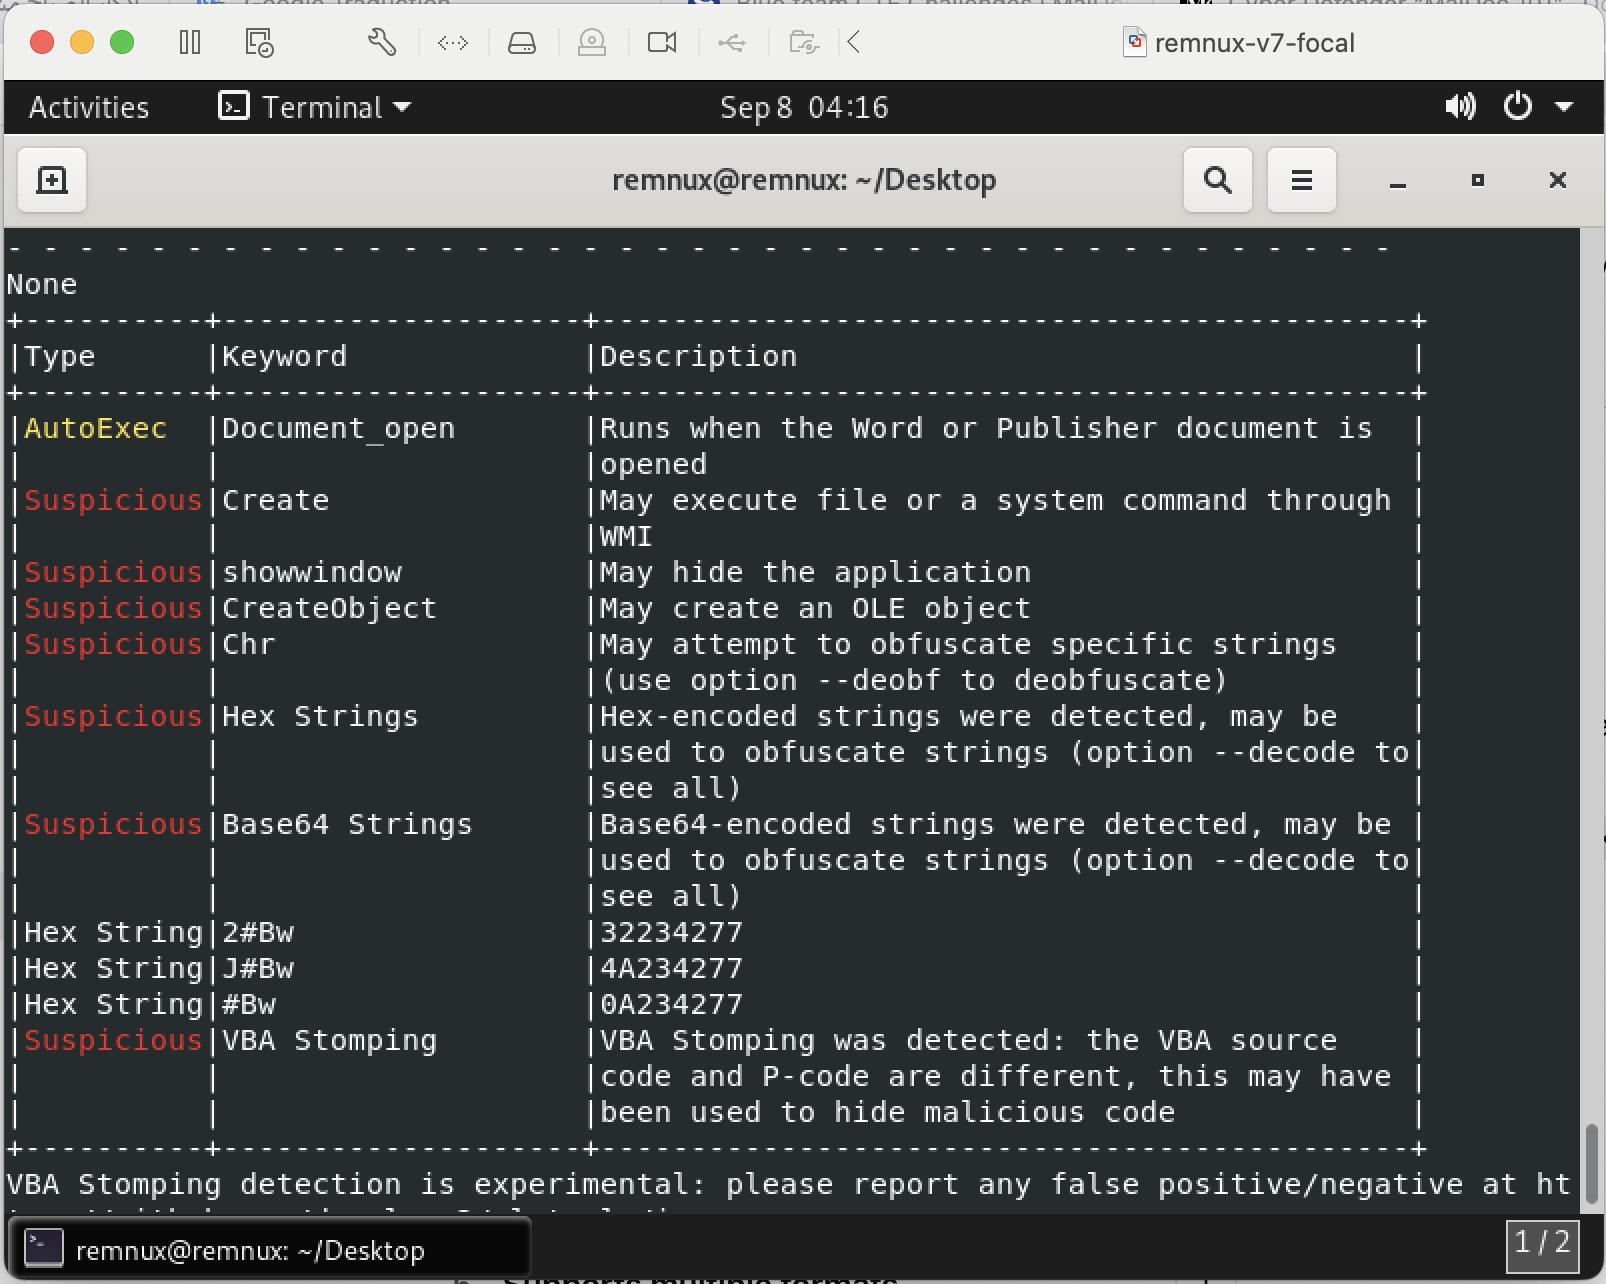 remnux-v7-focal
Activities Terminal Sep 8 04:16
remnux@remnux: ~/Desktop
- - - - - - - - - - - - - - - - - - - - - - - - - - - - - - - - - - - - - - -
None
+----------+--------------------+---------------------------------------------+
|Type      |Keyword             |Description                                  |
+----------+--------------------+---------------------------------------------+
|AutoExec  |Document_open       |Runs when the Word or Publisher document is  |
|          |                    |opened                                       |
|Suspicious|Create              |May execute file or a system command through |
|          |                    |WMI                                          |
|Suspicious|showwindow          |May hide the application                     |
|Suspicious|CreateObject        |May create an OLE object                     |
|Suspicious|Chr                 |May attempt to obfuscate specific strings    |
|          |                    |(use option --deobf to deobfuscate)          |
|Suspicious|Hex Strings         |Hex-encoded strings were detected, may be    |
|          |                    |used to obfuscate strings (option --decode to|
|          |                    |see all)                                     |
|Suspicious|Base64 Strings      |Base64-encoded strings were detected, may be |
|          |                    |used to obfuscate strings (option --decode to|
|          |                    |see all)                                     |
|Hex String|2#Bw                |32234277                                     |
|Hex String|J#Bw                |4A234277                                     |
|Hex String|#Bw                 |0A234277                                     |
|Suspicious|VBA Stomping        |VBA Stomping was detected: the VBA source    |
|          |                    |code and P-code are different, this may have |
|          |                    |been used to hide malicious code             |
+----------+--------------------+---------------------------------------------+
VBA Stomping detection is experimental: please report any false positive/negative at ht
remnux@remnux: ~/Desktop
1 / 2